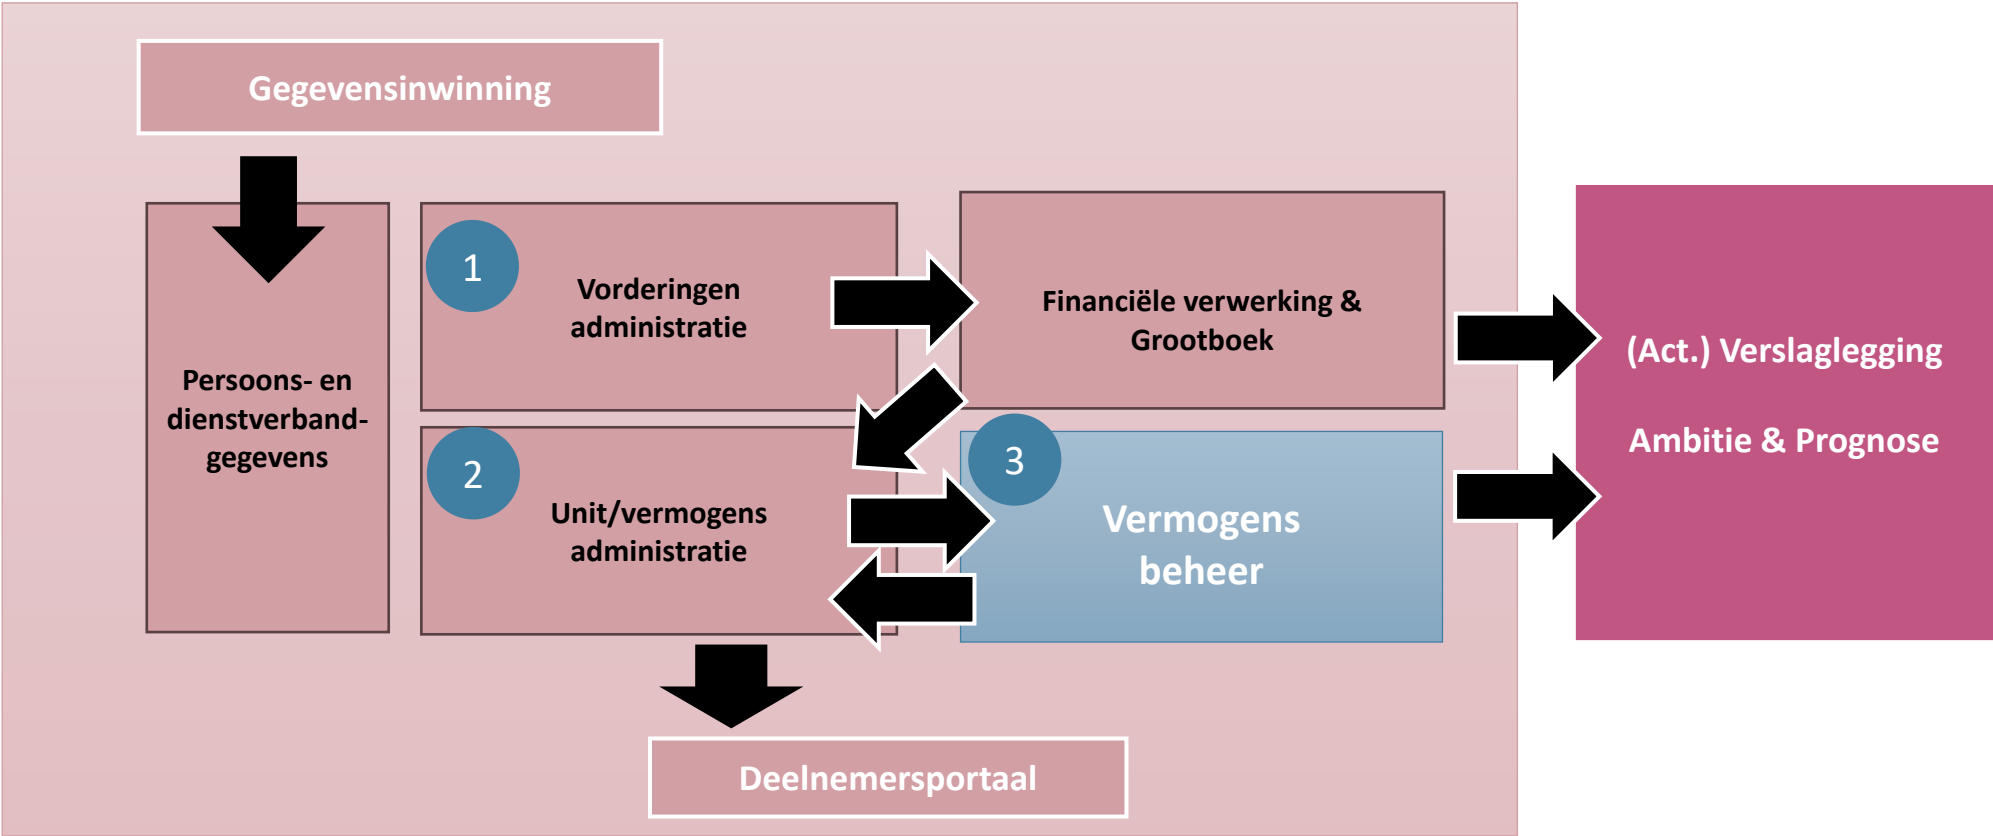 Gegevensinwinning
Persoons- en
dienstverband-
gegevens
1
Vorderingen
administratie
Financiële verwerking &
Grootboek
2
Unit/vermogens
administratie
3
Vermogens
beheer
(Act.) Verslaglegging
Ambitie & Prognose
Deelnemersportaal